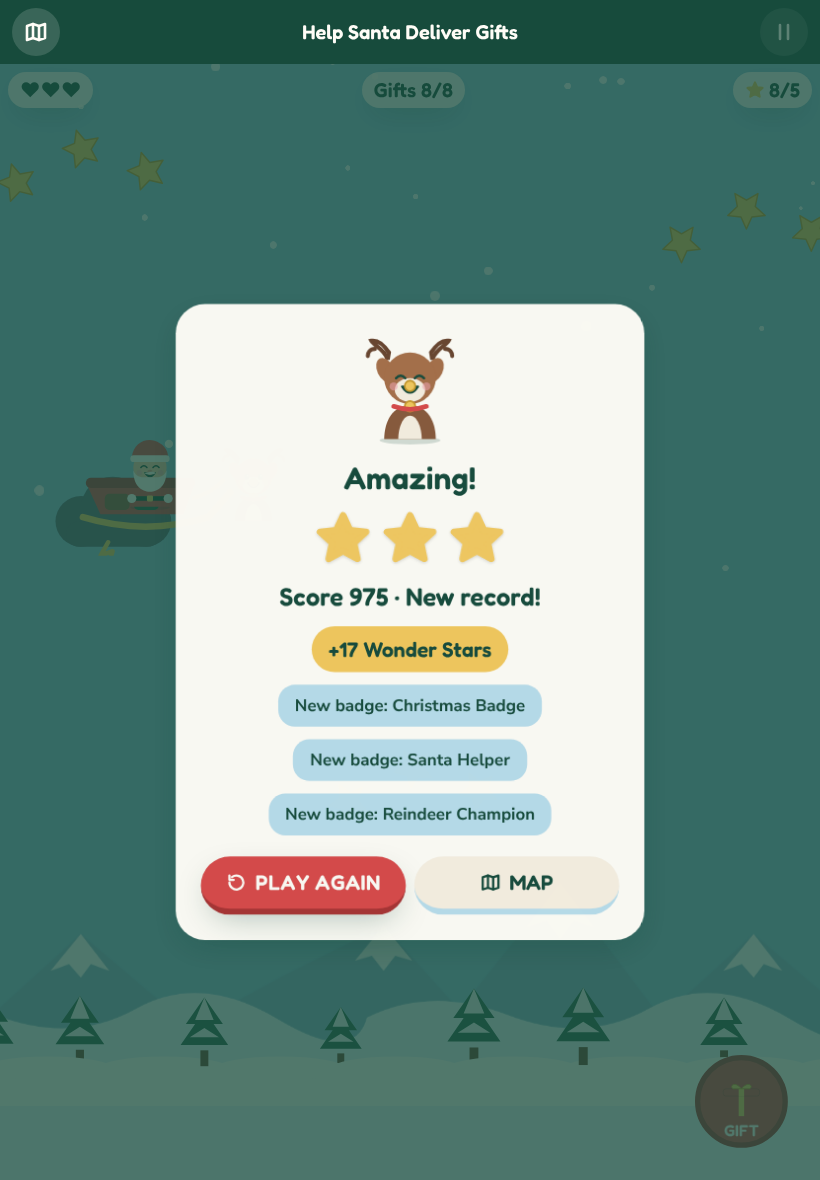 Help Santa Deliver Gifts
Gifts 8/8
8/5
Amazing!
Score 975 · New record!
+17 Wonder Stars
New badge: Christmas Badge
New badge: Santa Helper
New badge: Reindeer Champion
PLAY AGAIN
MAP
GIFT